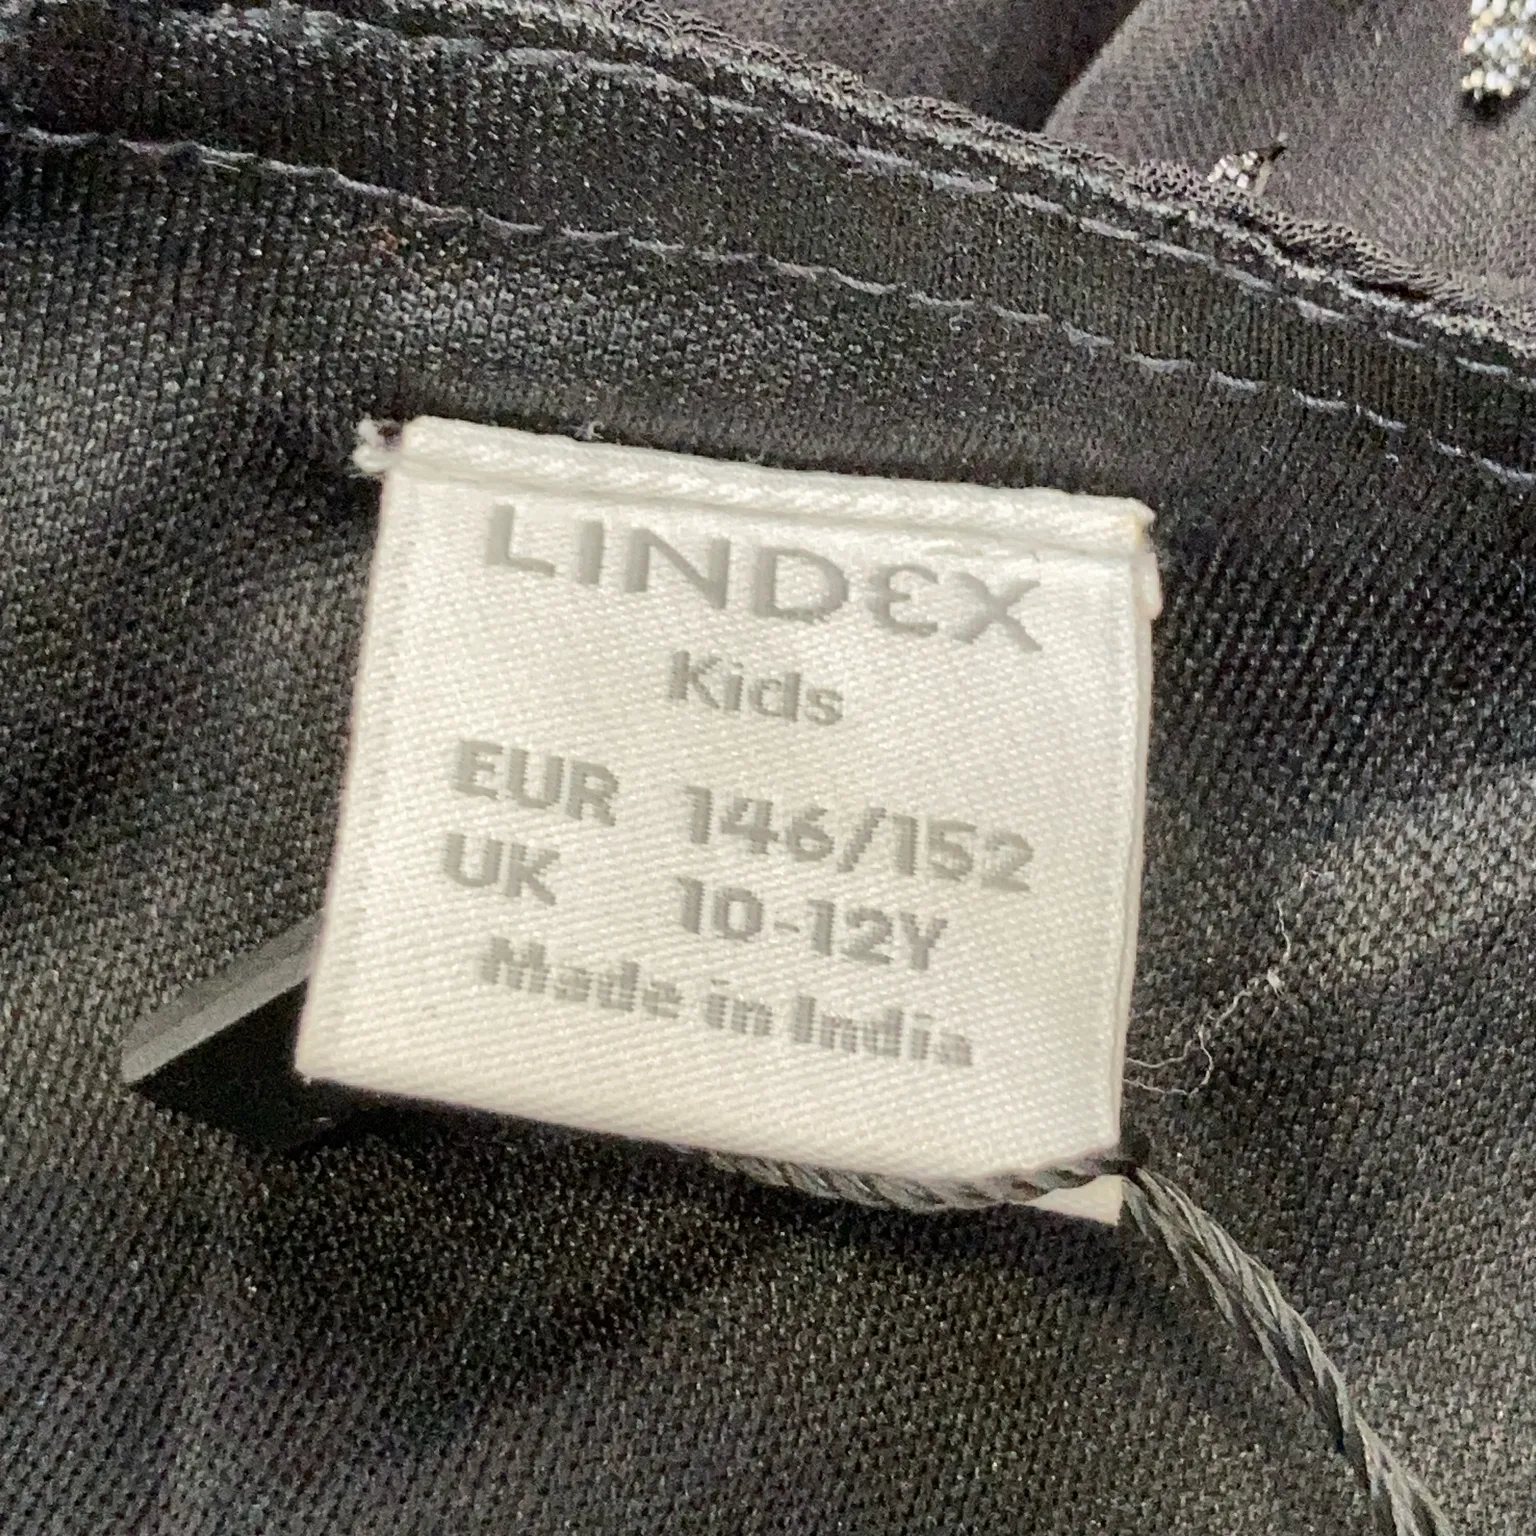 LINDEX
Kids
EUR 146/152
UK 10-12Y
Made in India